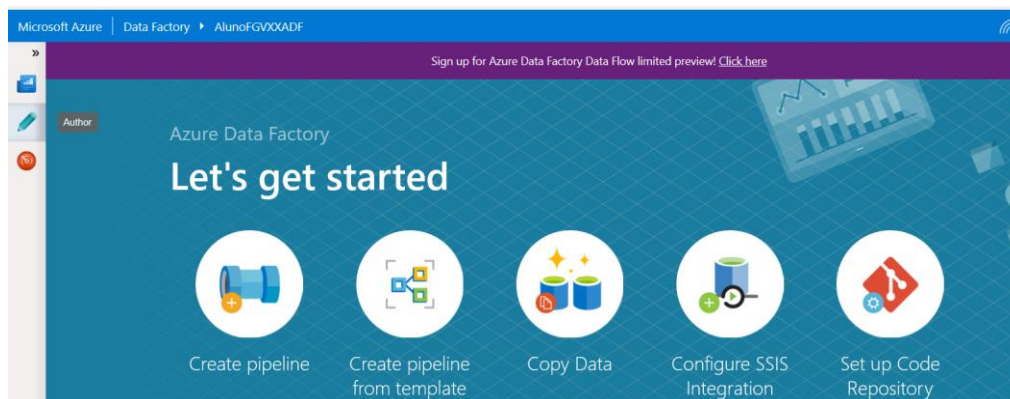 Microsoft Azure Data Factory AlunoFGVXXADF
»
Sign up for Azure Data Factory Data Flow limited preview! Click here
Author
Azure Data Factory
Let's get started
Create pipeline
Create pipeline
from template
Copy Data
Configure SSIS
Integration
Set up Code
Repository